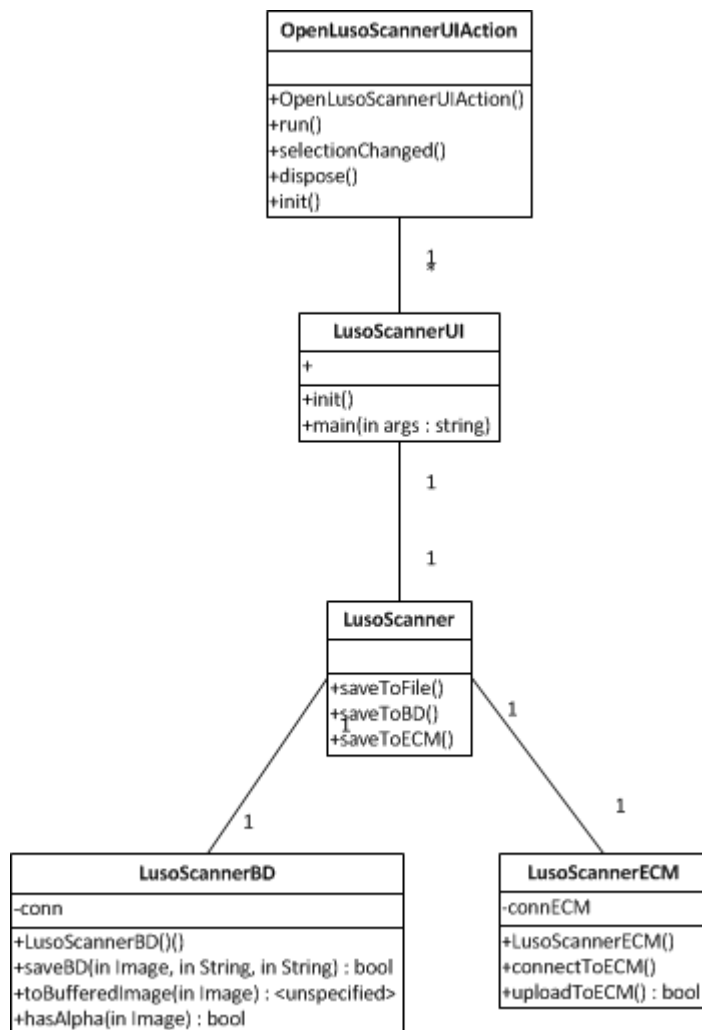 OpenLusoScannerUIAction
+OpenLusoScannerUIAction()
+run()
+selectionChanged()
+dispose()
+init()
1
*
LusoScannerUI
+
+init()
+main(in args : string)
1
1
LusoScanner
+saveToFile()
+saveToBD()
+saveToECM()
1
1
1
1
LusoScannerBD
-conn
+LusoScannerBD()()
+saveBD(in Image, in String, in String) : bool
+toBufferedImage(in Image) : <unspecified>
+hasAlpha(in Image) : bool
LusoScannerECM
-connECM
+LusoScannerECM()
+connectToECM()
+uploadToECM() : bool